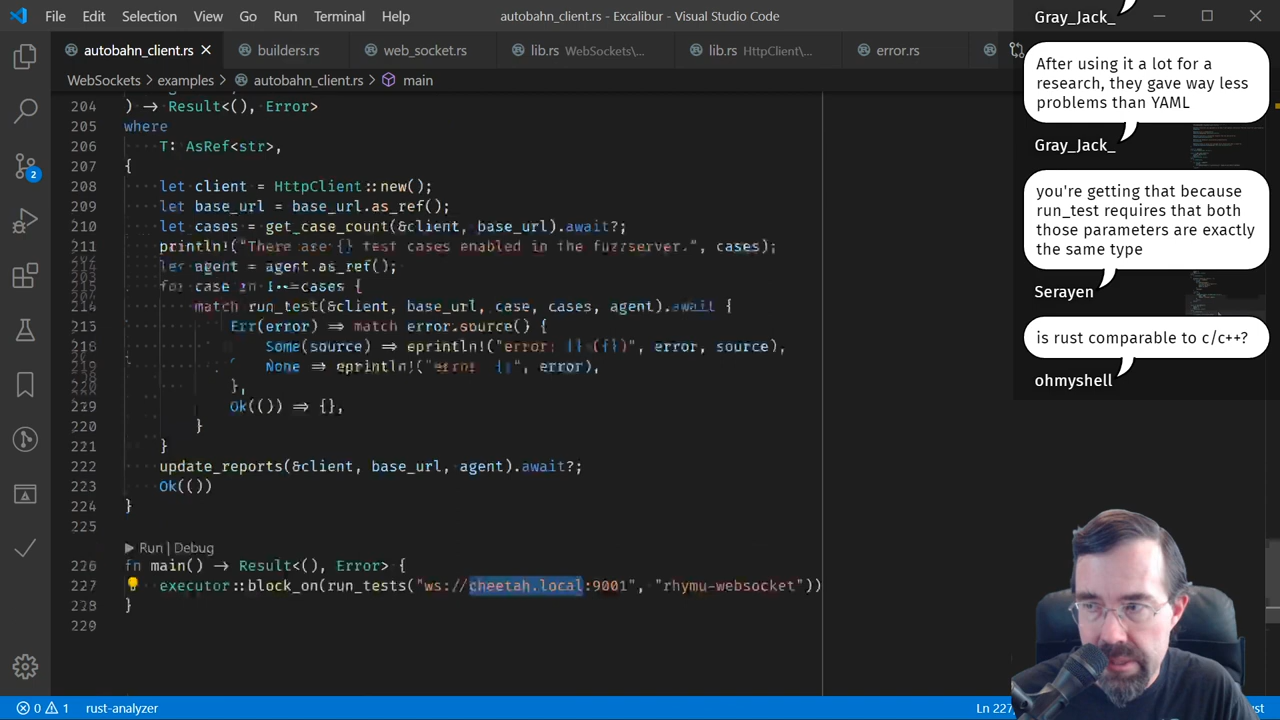 File Edit Selection View Go Run Terminal Help autobahn_client.rs - Excalibur - Visual Studio Code
autobahn_client.rs builders.rs web_socket.rs lib.rs WebSockets\... lib.rs HttpClient\... error.rs
WebSockets > examples > autobahn_client.rs > main
204 ) → Result<(), Error>
205 where
206 T: AsRef<str>,
207 {
208 let client = HttpClient::new();
209 let base_url = base_url.as_ref();
210 let cases = get_case_count(&client, base_url).await?;
211 println!("There are {} test cases enabled in the fuzzserver.", cases);
let agent = agent.as_ref();
for case in 1..=cases {
214 match run_test(&client, base_url, case, cases, agent).await {
215 Err(error) ⇒ match error.source() {
Some(source) ⇒ eprintln!("error: {} ({})", error, source),
None ⇒ eprintln!("error: {}", error),
},
Ok(()) ⇒ {},
220 }
221 }
222 update_reports(&client, base_url, agent).await?;
223 Ok(())
224 }
225
Run | Debug
226 fn main() → Result<(), Error> {
227 executor::block_on(run_tests("ws://cheetah.local:9001", "rhymu-websocket"))
228 }
229
Gray_Jack_
After using it a lot for a
research, they gave way less
problems than YAML
Gray_Jack_
you're getting that because
run_test requires that both
those parameters are exactly
the same type
Serayen
is rust comparable to c/c++?
ohmyshell
2
0 1 rust-analyzer Ln 227,